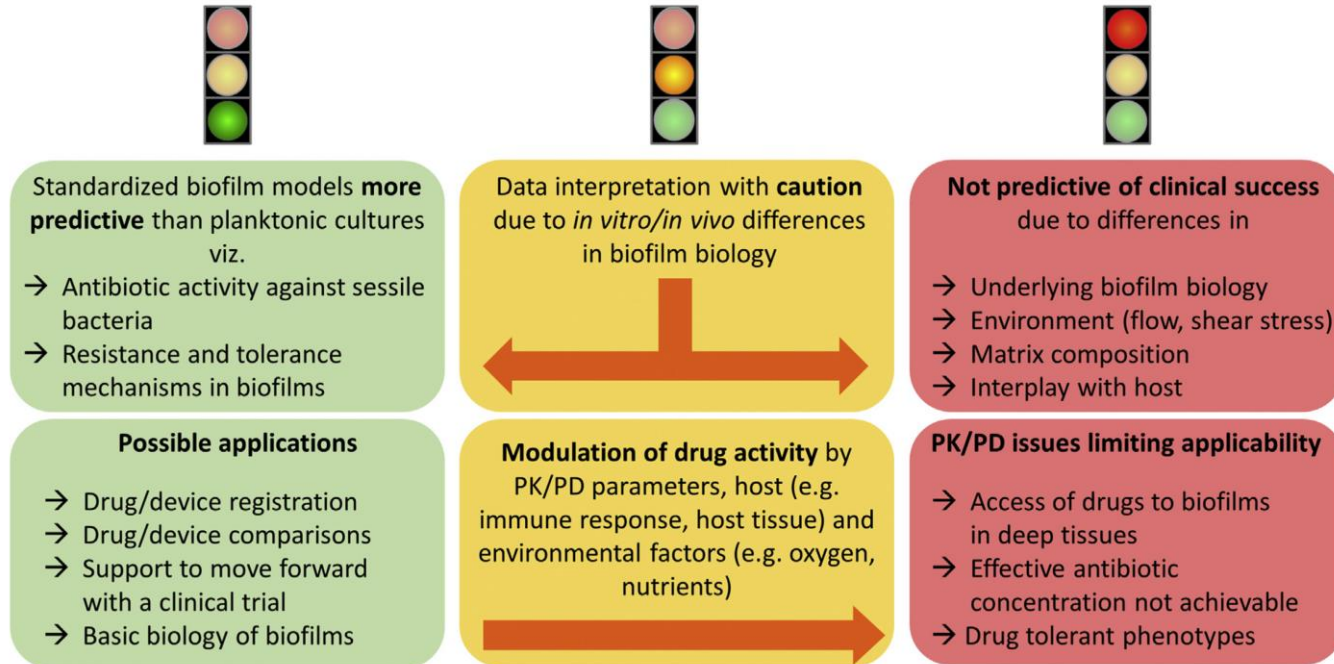 Standardized biofilm models more
predictive than planktonic cultures
viz.
→ Antibiotic activity against sessile
bacteria
→ Resistance and tolerance
mechanisms in biofilms
Data interpretation with caution
due to in vitro/in vivo differences
in biofilm biology
Not predictive of clinical success
due to differences in
→ Underlying biofilm biology
→ Environment (flow, shear stress)
→ Matrix composition
→ Interplay with host
Possible applications
→ Drug/device registration
→ Drug/device comparisons
→ Support to move forward
with a clinical trial
→ Basic biology of biofilms
Modulation of drug activity by
PK/PD parameters, host (e.g.
immune response, host tissue) and
environmental factors (e.g. oxygen,
nutrients)
PK/PD issues limiting applicability
→ Access of drugs to biofilms
in deep tissues
→ Effective antibiotic
concentration not achievable
→ Drug tolerant phenotypes